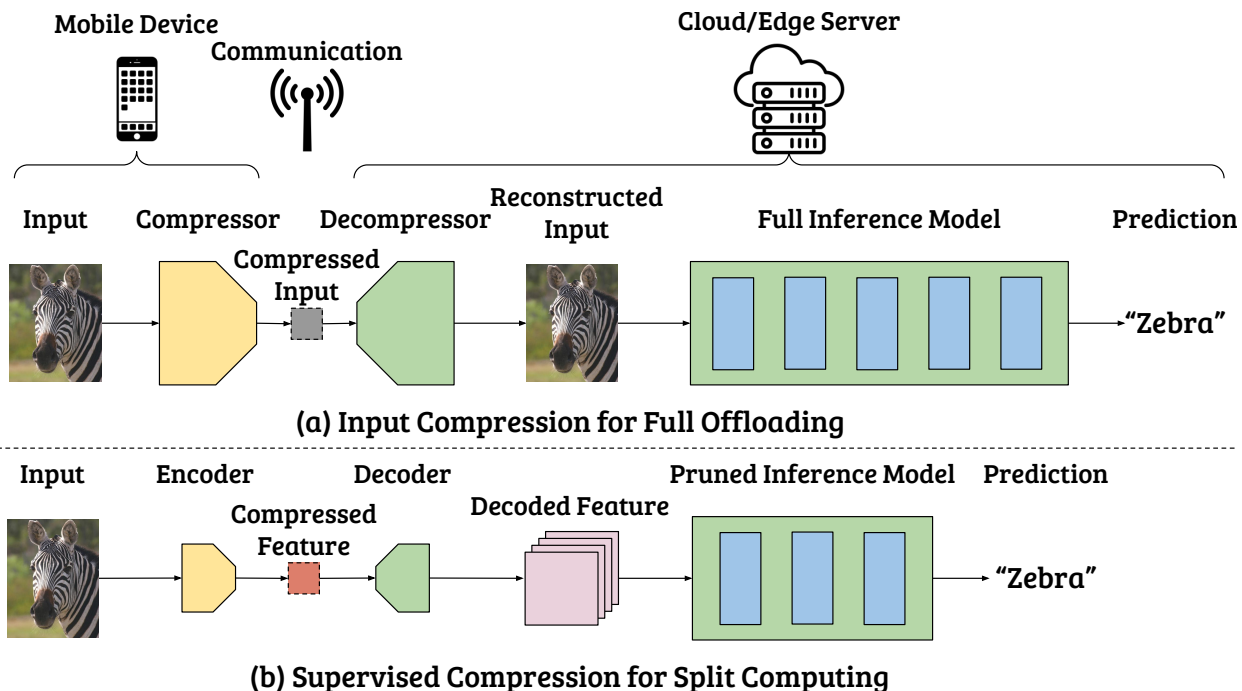 Mobile Device
Communication
Cloud/Edge Server
Input
Compressor
Decompressor
Reconstructed
Input
Full Inference Model
Prediction
Compressed
Input
“Zebra”
(a) Input Compression for Full Offloading
Input
Encoder
Decoder
Pruned Inference Model
Prediction
Compressed
Feature
Decoded Feature
“Zebra”
(b) Supervised Compression for Split Computing